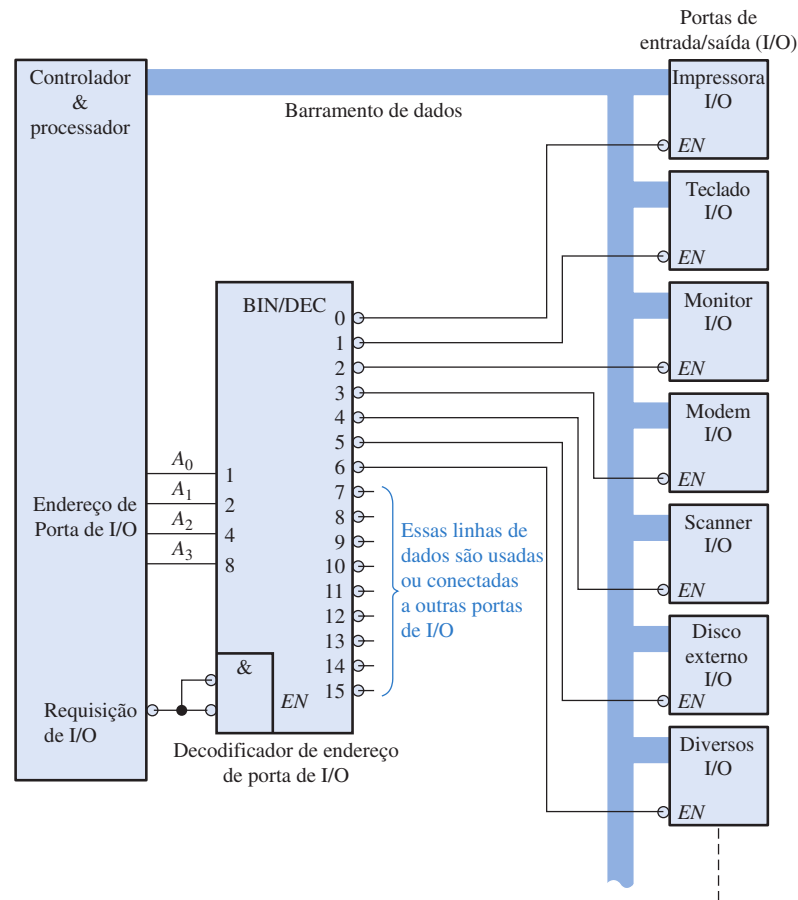 Portas de
entrada/saída (I/O)
Controlador
&
processador
Barramento de dados
Impressora
I/O
EN
Teclado
I/O
EN
BIN/DEC
Monitor
I/O
EN
0
1
2
3
4
5
6
7
8
9
10
11
12
13
14
15
Modem
I/O
EN
A0
A1
A2
A3
1
2
4
8
Endereço de
Porta de I/O
Essas linhas de
dados são usadas
ou conectadas
a outras portas
de I/O
Scanner
I/O
EN
Disco
externo
I/O
EN
&
EN
Requisição
de I/O
Decodificador de endereço
de porta de I/O
Diversos
I/O
EN